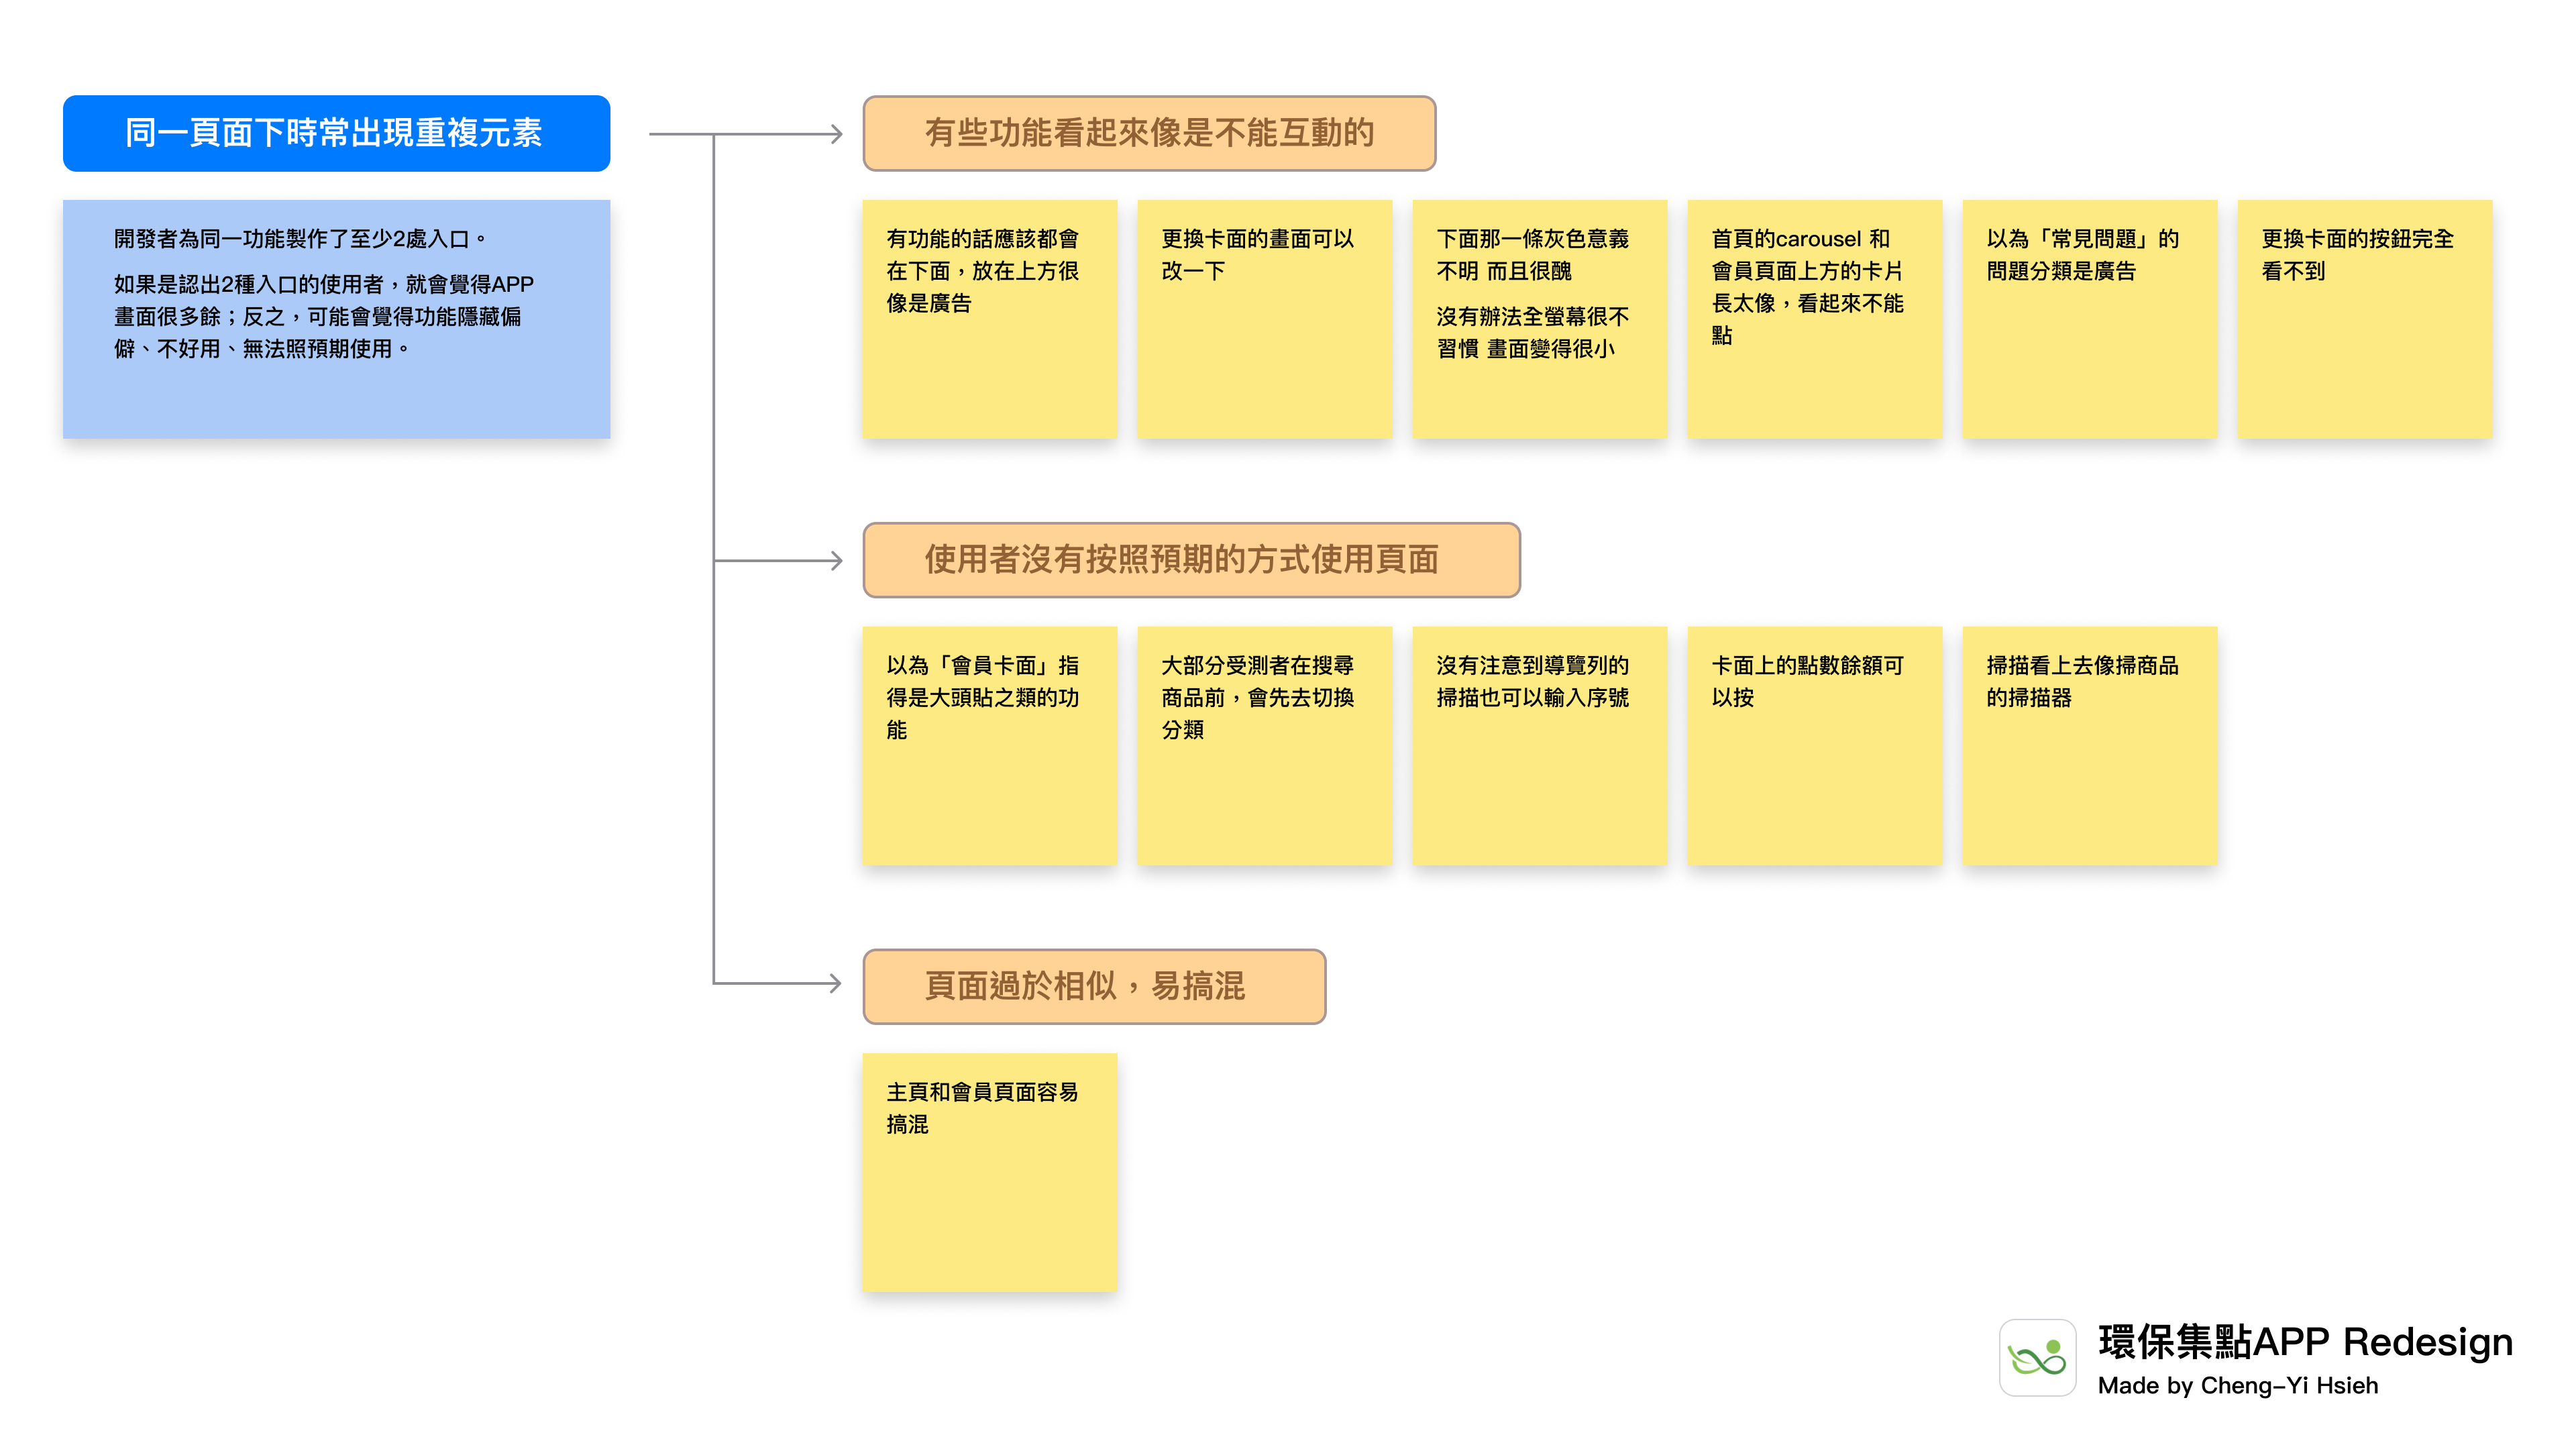 同一頁面下時常出現重複元素
開發者為同一功能製作了至少2處入口。
如果是認出2種入口的使用者，就會覺得APP
畫面很多餘；反之，可能會覺得功能隱藏偏
僻、不好用、無法照預期使用。
有些功能看起來像是不能互動的
有功能的話應該都會
在下面，放在上方很
像是廣告
更換卡面的畫面可以
改一下
下面那一條灰色意義
不明 而且很醜
沒有辦法全螢幕很不
習慣 畫面變得很小
首頁的carousel 和
會員頁面上方的卡片
長太像，看起來不能
點
以為「常見問題」的
問題分類是廣告
更換卡面的按鈕完全
看不到
使用者沒有按照預期的方式使用頁面
以為「會員卡面」指
得是大頭貼之類的功
能
大部分受測者在搜尋
商品前，會先去切換
分類
沒有注意到導覽列的
掃描也可以輸入序號
卡面上的點數餘額可
以按
掃描看上去像掃商品
的掃描器
頁面過於相似，易搞混
主頁和會員頁面容易
搞混
環保集點APP Redesign
Made by Cheng-Yi Hsieh